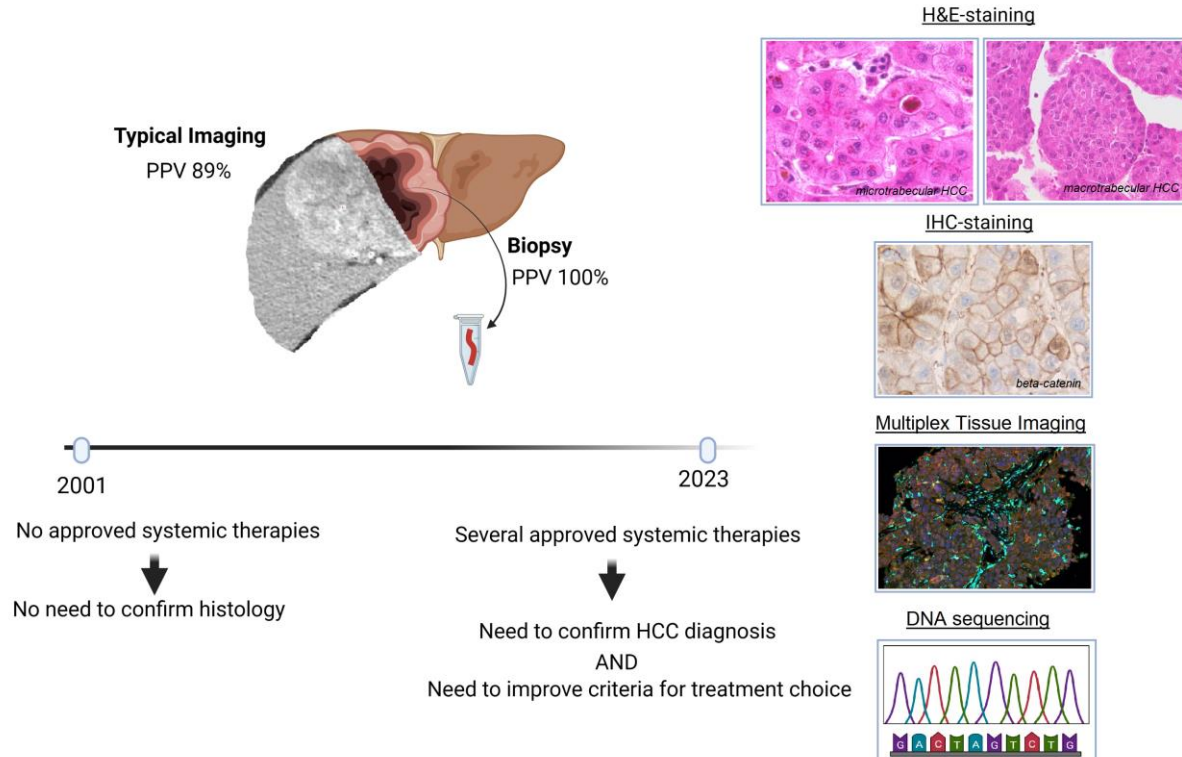 H&E-staining
Typical Imaging
PPV 89%
microtrabecular HCC
macrotrabecular HCC
IHC-staining
Biopsy
PPV 100%
beta-catenin
Multiplex Tissue Imaging
2001
2023
No approved systemic therapies
Several approved systemic therapies
No need to confirm histology
DNA sequencing
Need to confirm HCC diagnosis
AND
Need to improve criteria for treatment choice
G A C T A G T C T G